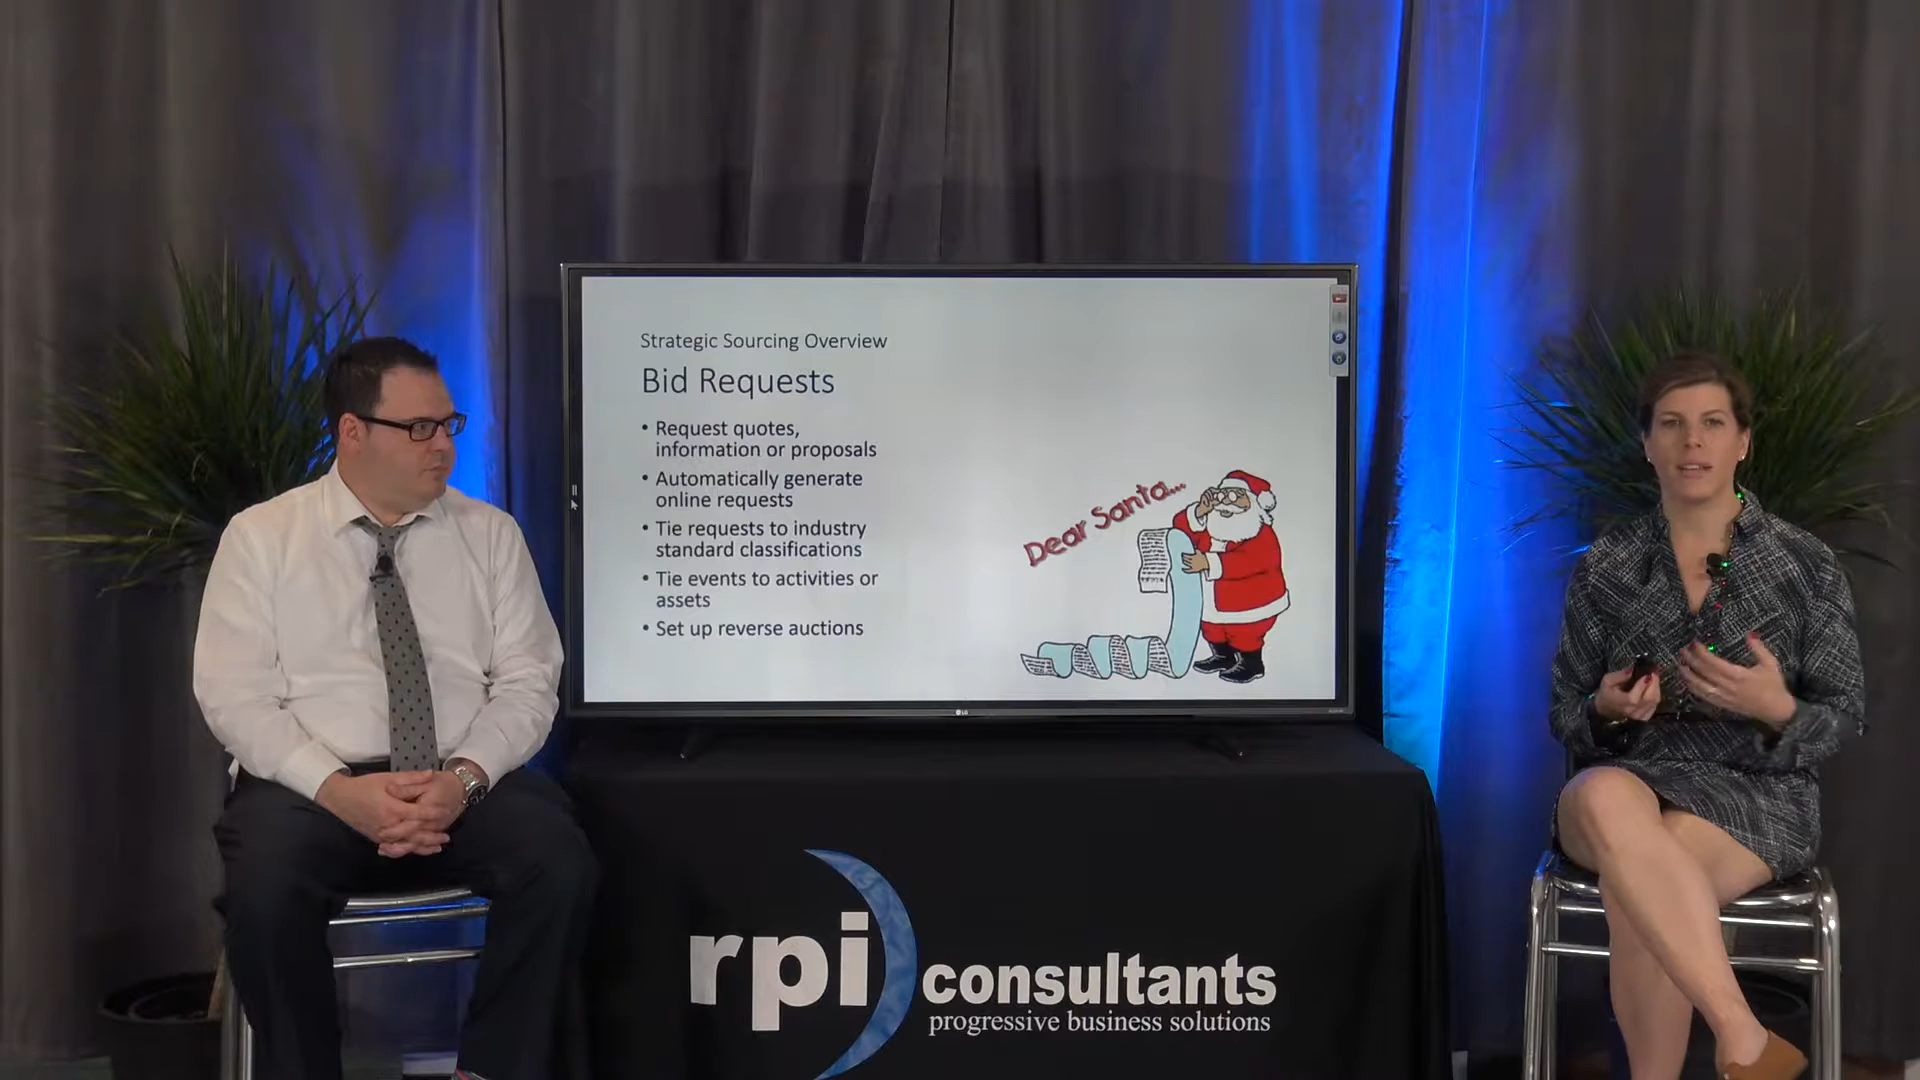 Strategic Sourcing Overview
Bid Requests
• Request quotes,
information or proposals
• Automatically generate
online requests
• Tie requests to industry
standard classifications
• Tie events to activities or
assets
• Set up reverse auctions
Dear Santa...
LG
rpi consultants
progressive business solutions